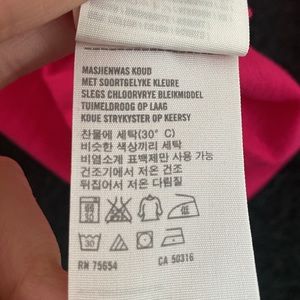 MASJIENWAS KOUD
MET SOORTGELYKE KLEURE
SLEGS CHLOORVRYE BLEIKMIDDEL
TUIMELDROOG OP LAAG
KOUE STRYKYSTER OP KEERSY
찬물에 세탁(30° C)
비슷한 색상끼리 세탁
비염소계 표백제만 사용가능
건조기에서 저온 건조
뒤집어서 저온 다림질
30
RN 75654 CA 50316